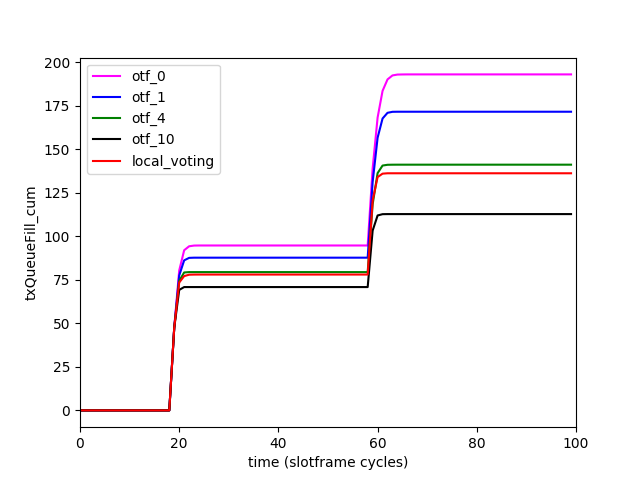 200
175
150
125
100
75
50
25
0
txQueueFill_cum
otf_0
otf_1
otf_4
otf_10
local_voting
0 20 40 60 80 100
time (slotframe cycles)